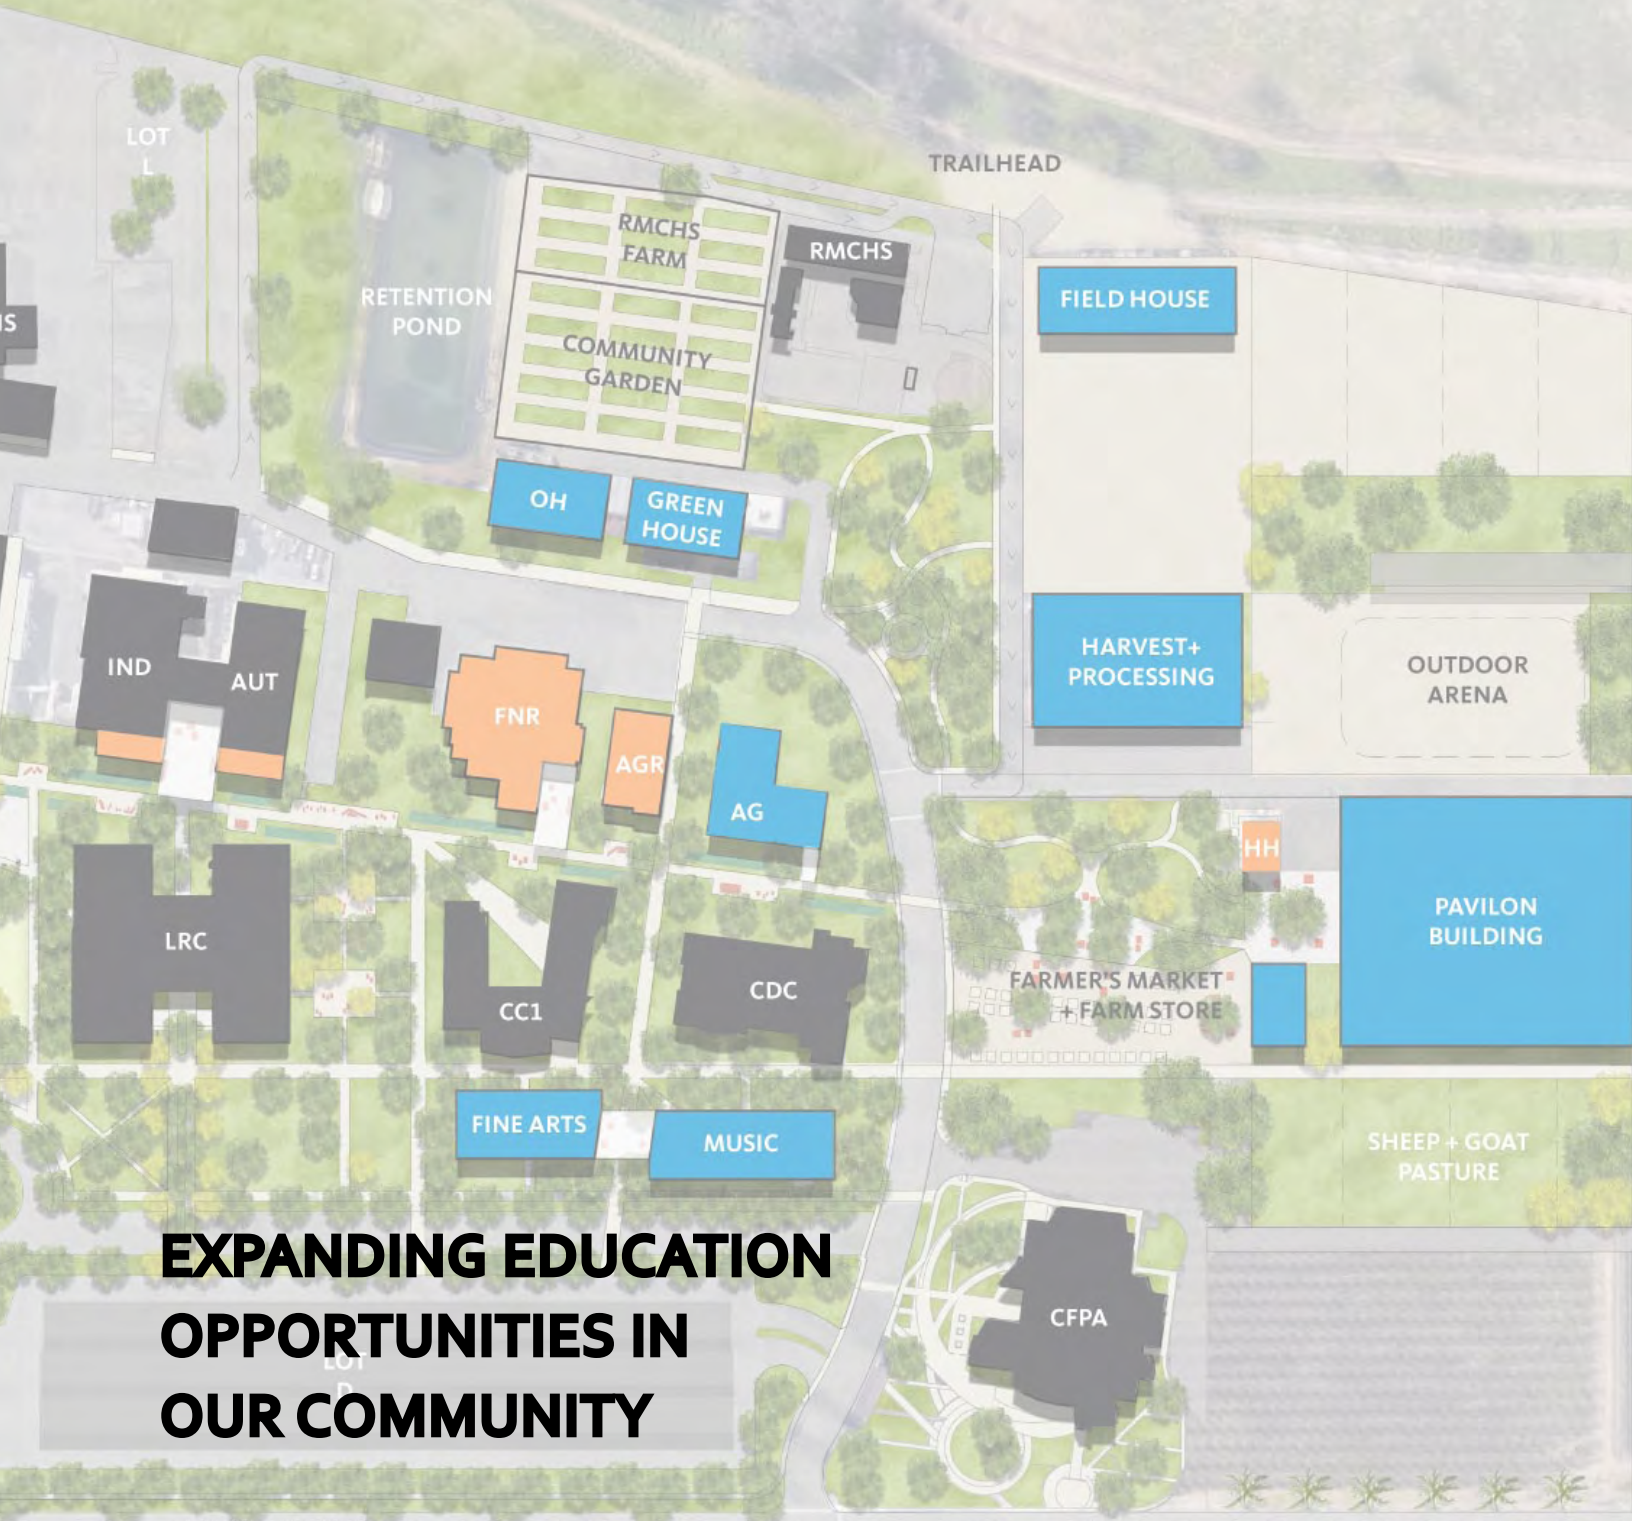 LOT
L
TRAILHEAD
RMCHS
FARM
RMCHS
RETENTION
POND
FIELD HOUSE
COMMUNITY
GARDEN
OH
GREEN
HOUSE
IND
AUT
FNR
AGR
AG
HARVEST+
PROCESSING
OUTDOOR
ARENA
HH
PAVILON
BUILDING
LRC
CC1
CDC
FARMER'S MARKET
+ FARM STORE
FINE ARTS
MUSIC
SHEEP + GOAT
PASTURE
CFPA
EXPANDING EDUCATION
OPPORTUNITIES IN
OUR COMMUNITY
LOT
D